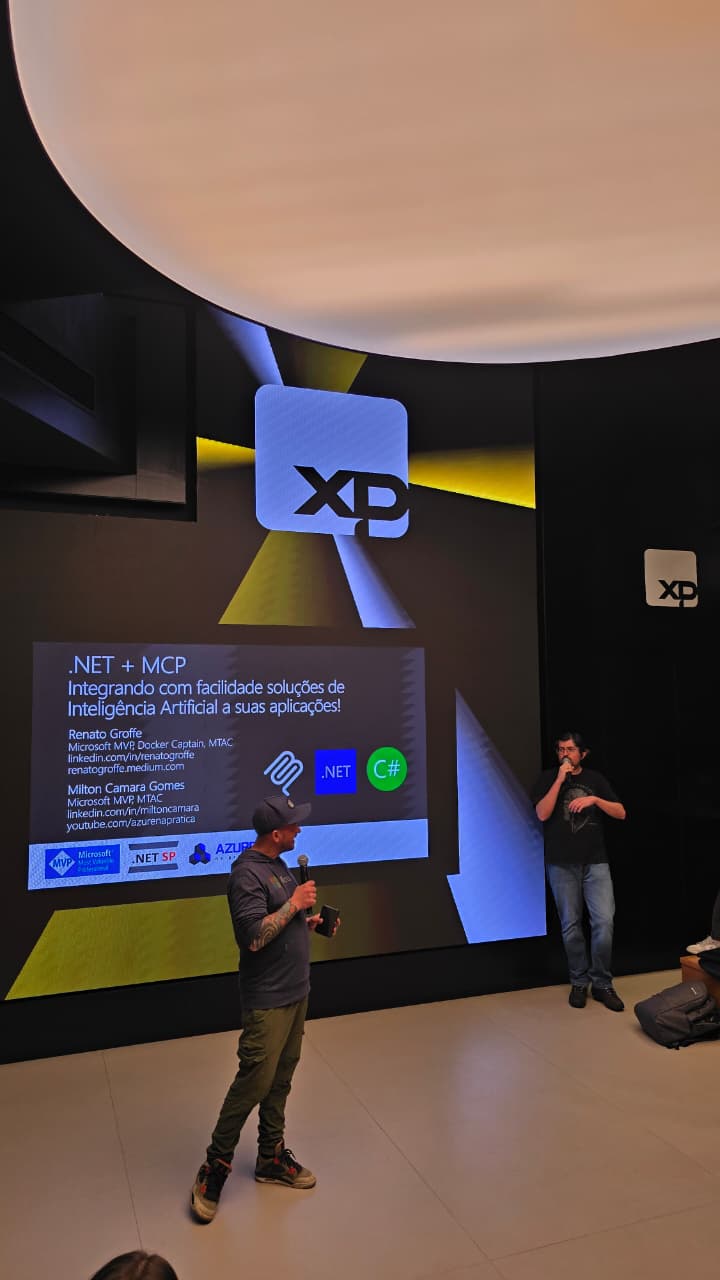 XP
XP
.NET + MCP
Integrando com facilidade soluções de
Inteligência Artificial a suas aplicações!
Renato Groffe
Microsoft MVP, Docker Captain, MTAC
linkedin.com/in/renatogroffe
renatogroffe.medium.com
Milton Camara Gomes
Microsoft MVP, MTAC
linkedin.com/in/miltoncamara
youtube.com/azurenapratica
.NET
C#
MVP
Microsoft
Most Valuable
Professional
.NET SP
AZURE